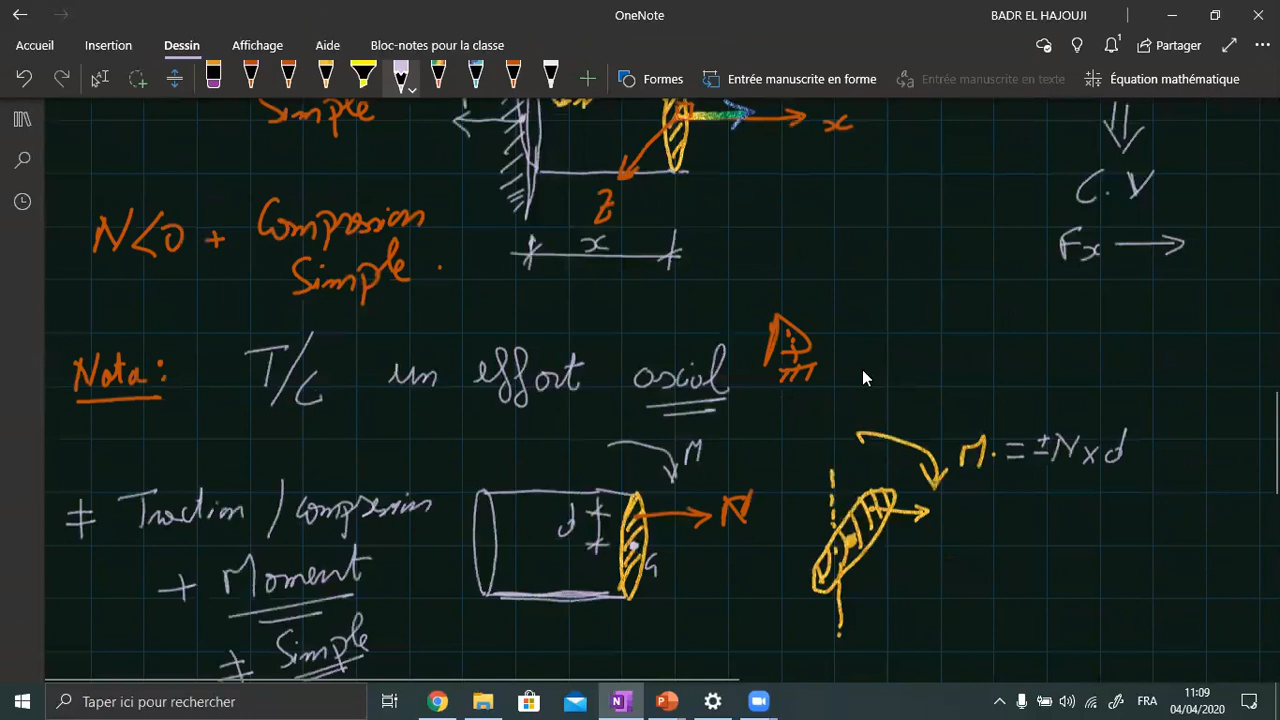 OneNote
BADR EL HAJOUJI
Accueil
Insertion
Dessin
Affichage
Aide
Bloc-notes pour la classe
Partager
Formes
Entrée manuscrite en forme
Entrée manuscrite en texte
Équation mathématique
Simple
x
Z
C.V
N<0 + Compression
Simple.
x
Fx
Nota:
T/C un effort axial
M
M. = ±N x d
≠ Traction / compression
d
N
G
+ Moment
≠ Simple
Taper ici pour rechercher
FRA
11:09
04/04/2020